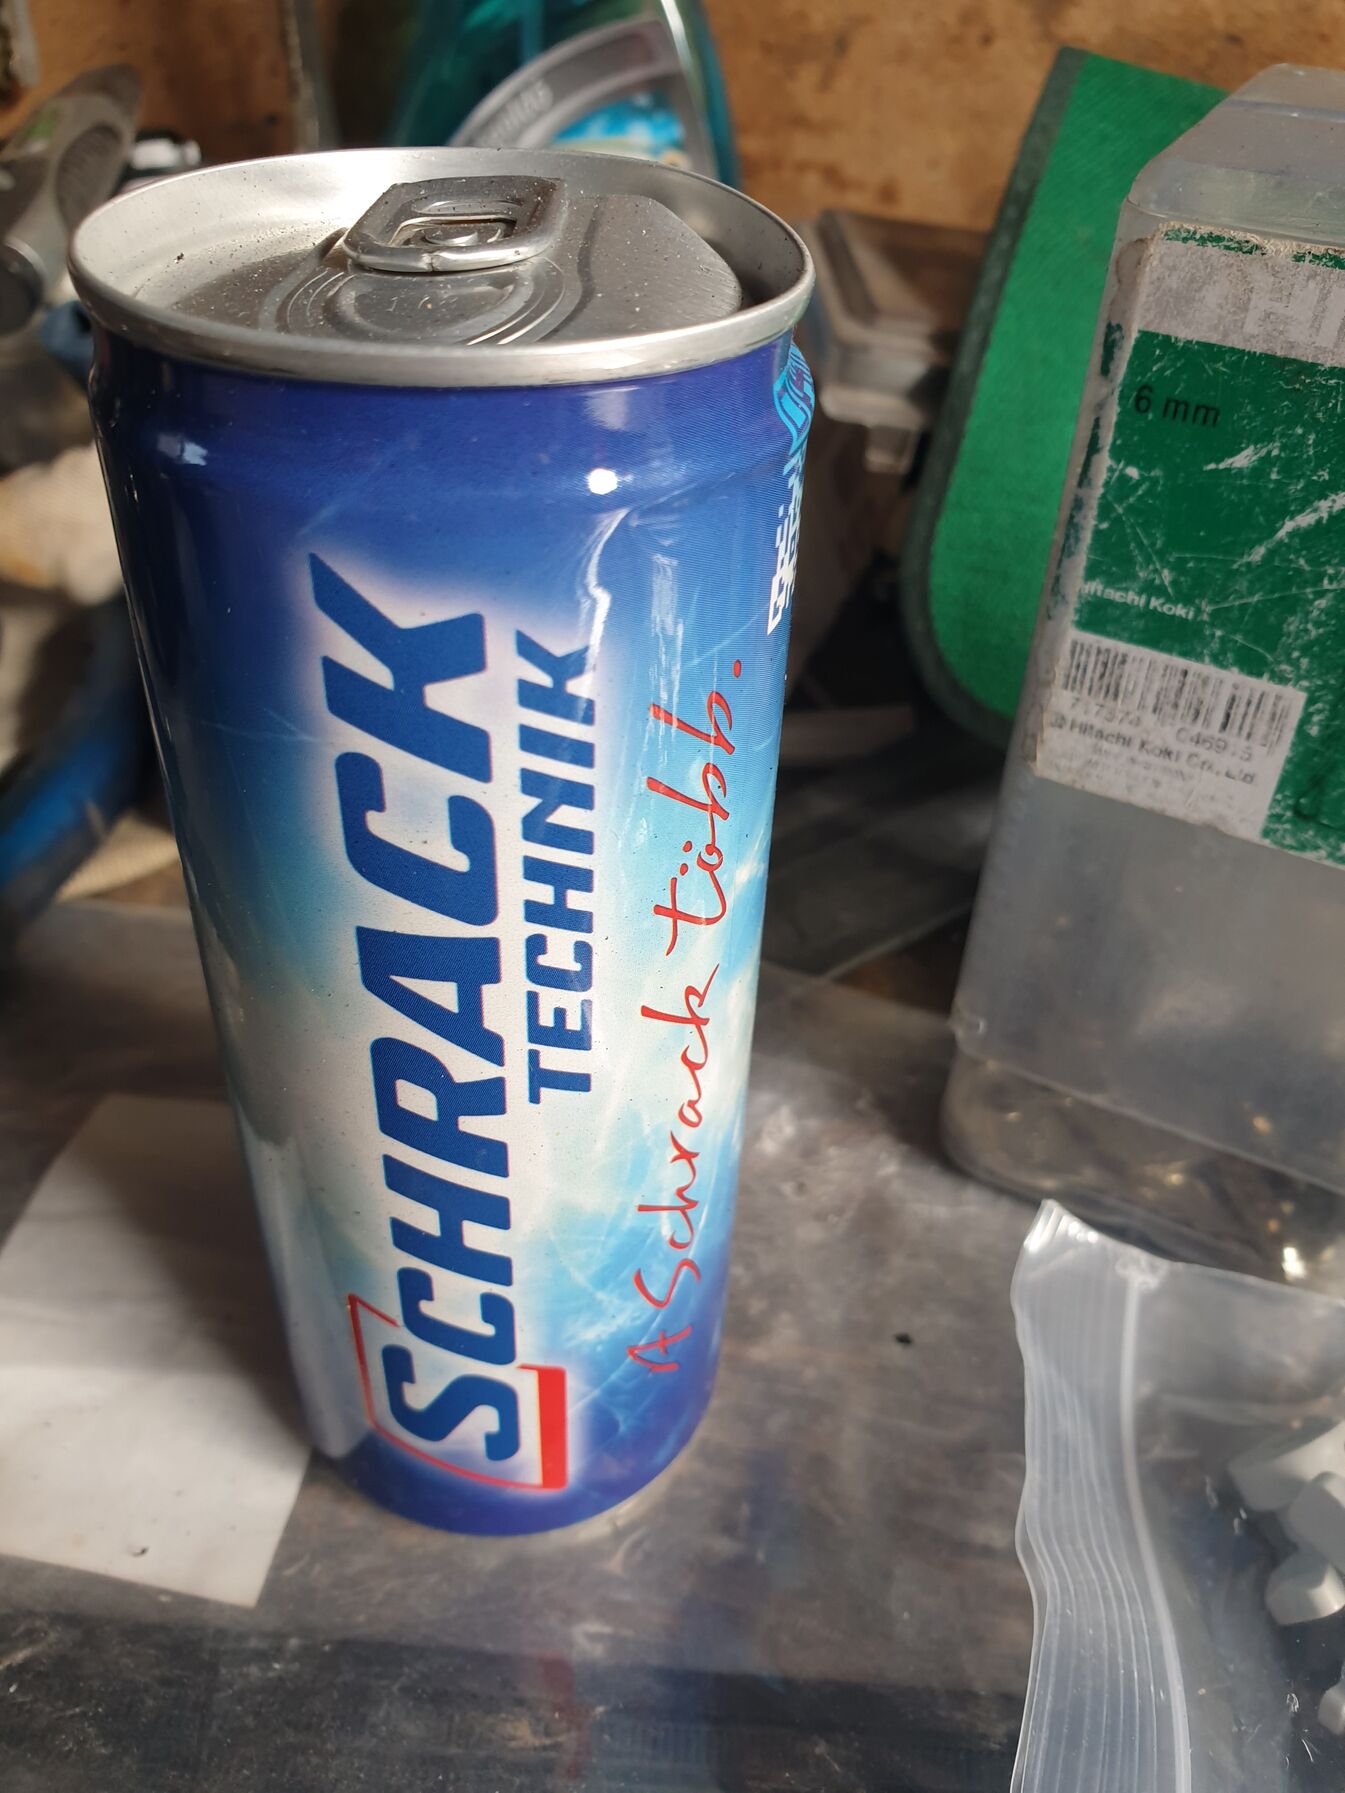 SCHRACK
TECHNIK
A Schrack több. 
6 mm
Hitachi Koki
Hitachi Koki Co., Ltd.